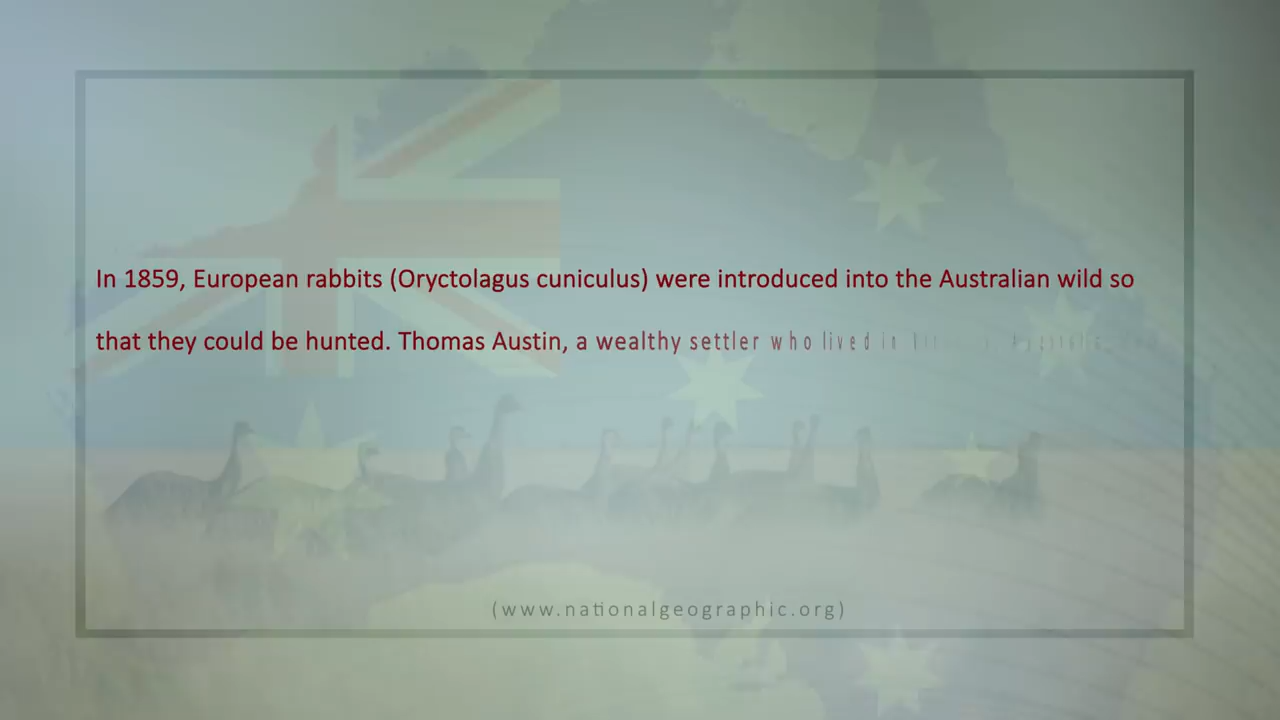 In 1859, European rabbits (Oryctolagus cuniculus) were introduced into the Australian wild so
that they could be hunted. Thomas Austin, a wealthy settler who lived in
(www.nationalgeographic.org)